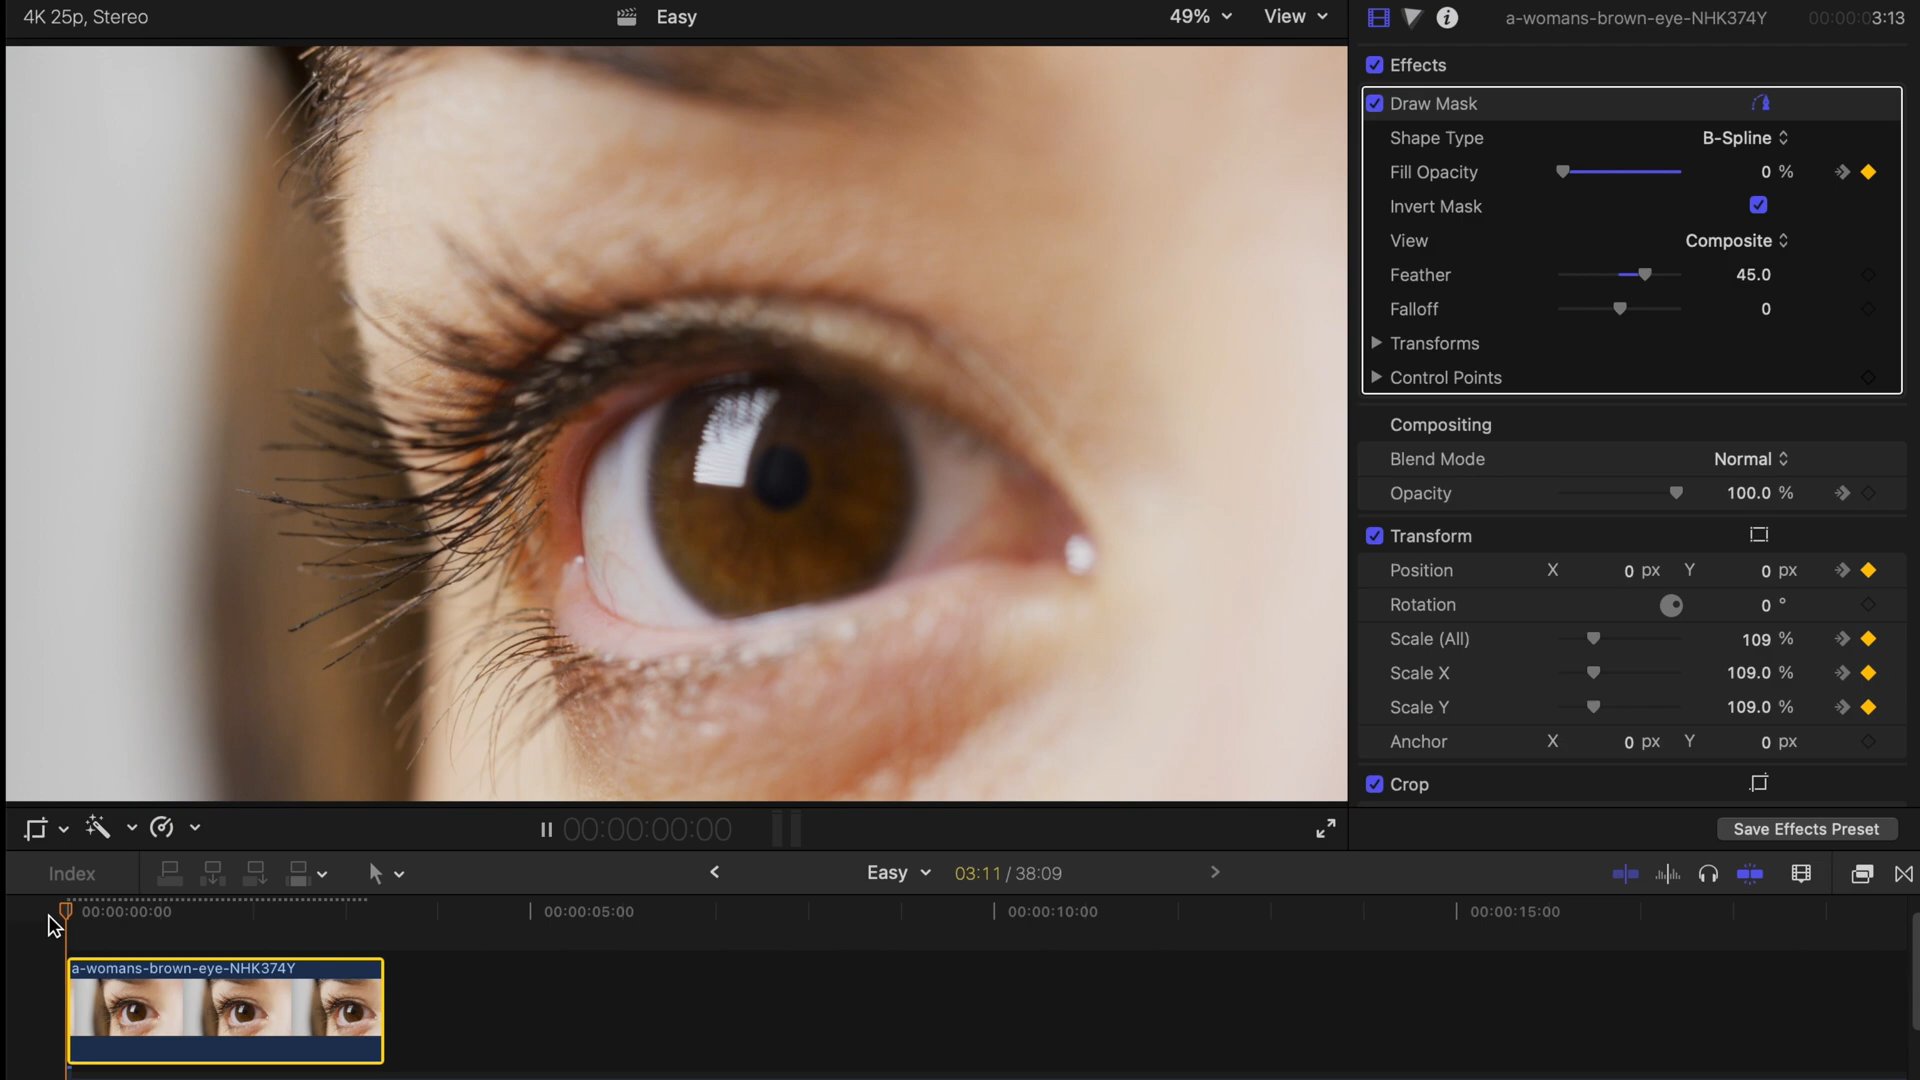 4K 25p, Stereo
Easy
49%
View
a-womans-brown-eye-NHK374Y
00:00:03:13
Effects
Draw Mask
Shape Type B-Spline
Fill Opacity 0 %
Invert Mask
View Composite
Feather 45.0
Falloff 0
Transforms
Control Points
Compositing
Blend Mode Normal
Opacity 100.0 %
Transform
Position X 0 px Y 0 px
Rotation 0 °
Scale (All) 109 %
Scale X 109.0 %
Scale Y 109.0 %
Anchor X 0 px Y 0 px
Crop
00:00:00:00
Save Effects Preset
Index
Easy
03:11 / 38:09
00:00:00:00 00:00:05:00 00:00:10:00 00:00:15:00
a-womans-brown-eye-NHK374Y